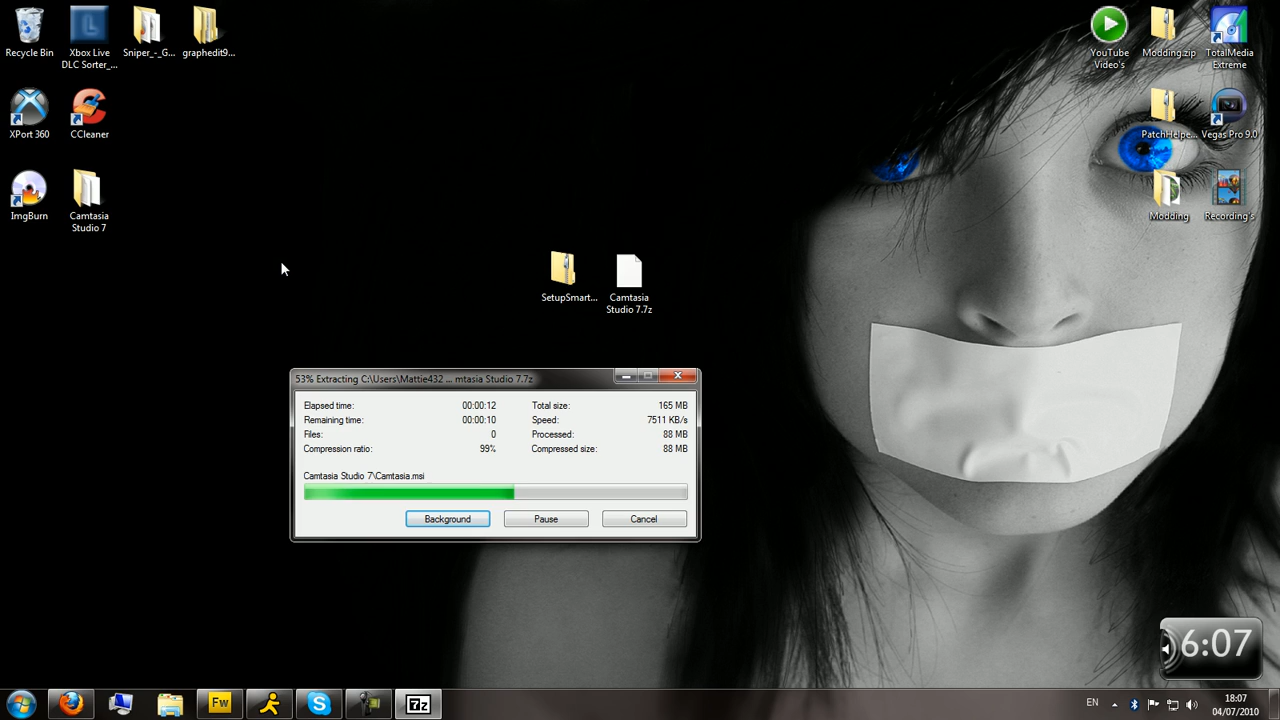 Recycle Bin
Xbox Live
DLC Sorter_...
Sniper_-_G...
graphedit9...
YouTube
Video's
Modding.zip
TotalMedia
Extreme
XPort 360
CCleaner
PatchHelpe...
Vegas Pro 9.0
ImgBurn
Camtasia
Studio 7
Modding
Recording's
SetupSmart...
Camtasia
Studio 7.7z
53% Extracting C:\Users\Mattie432 ... mtasia Studio 7.7z
Elapsed time: 00:00:12 Total size: 165 MB
Remaining time: 00:00:10 Speed: 7511 KB/s
Files: 0 Processed: 88 MB
Compression ratio: 99% Compressed size: 88 MB
Camtasia Studio 7\Camtasia.msi
Background Pause Cancel
6:07
Fw
7z
EN
18:07
04/07/2010